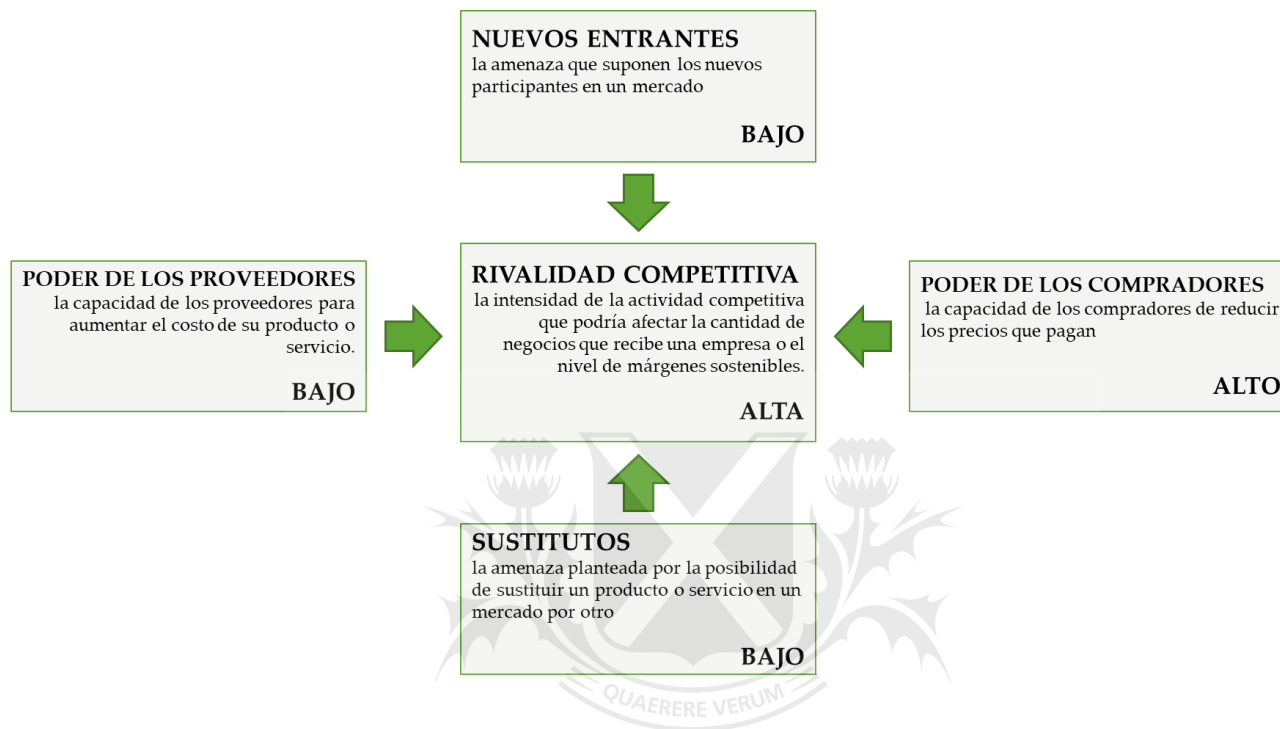 NUEVOS ENTRANTES
la amenaza que suponen los nuevos
participantes en un mercado
BAJO
PODER DE LOS PROVEEDORES
la capacidad de los proveedores para
aumentar el costo de su producto o
servicio.
BAJO
RIVALIDAD COMPETITIVA
la intensidad de la actividad competitiva
que podría afectar la cantidad de
negocios que recibe una empresa o el
nivel de márgenes sostenibles.
ALTA
PODER DE LOS COMPRADORES
la capacidad de los compradores de reducir
los precios que pagan
ALTO
SUSTITUTOS
la amenaza planteada por la posibilidad
de sustituir un producto o servicio en un
mercado por otro
BAJO
QUAERERE VERUM